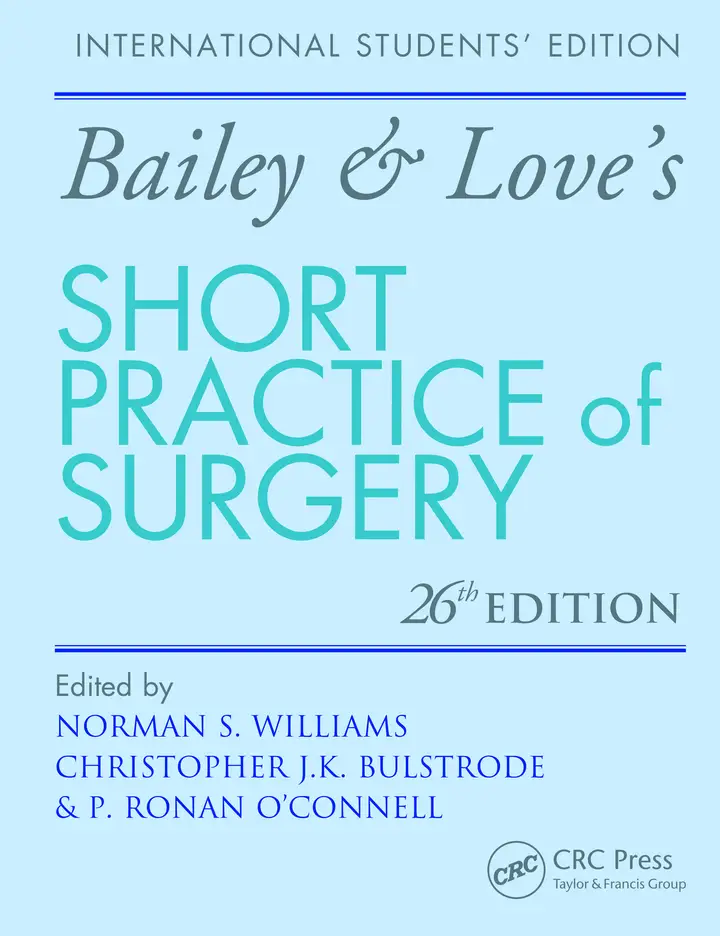 INTERNATIONAL STUDENTS' EDITION
Bailey & Love's
SHORT
PRACTICE of
SURGERY
26th EDITION
Edited by
NORMAN S. WILLIAMS
CHRISTOPHER J.K. BULSTRODE
& P. RONAN O'CONNELL
CRC CRC Press
Taylor & Francis Group